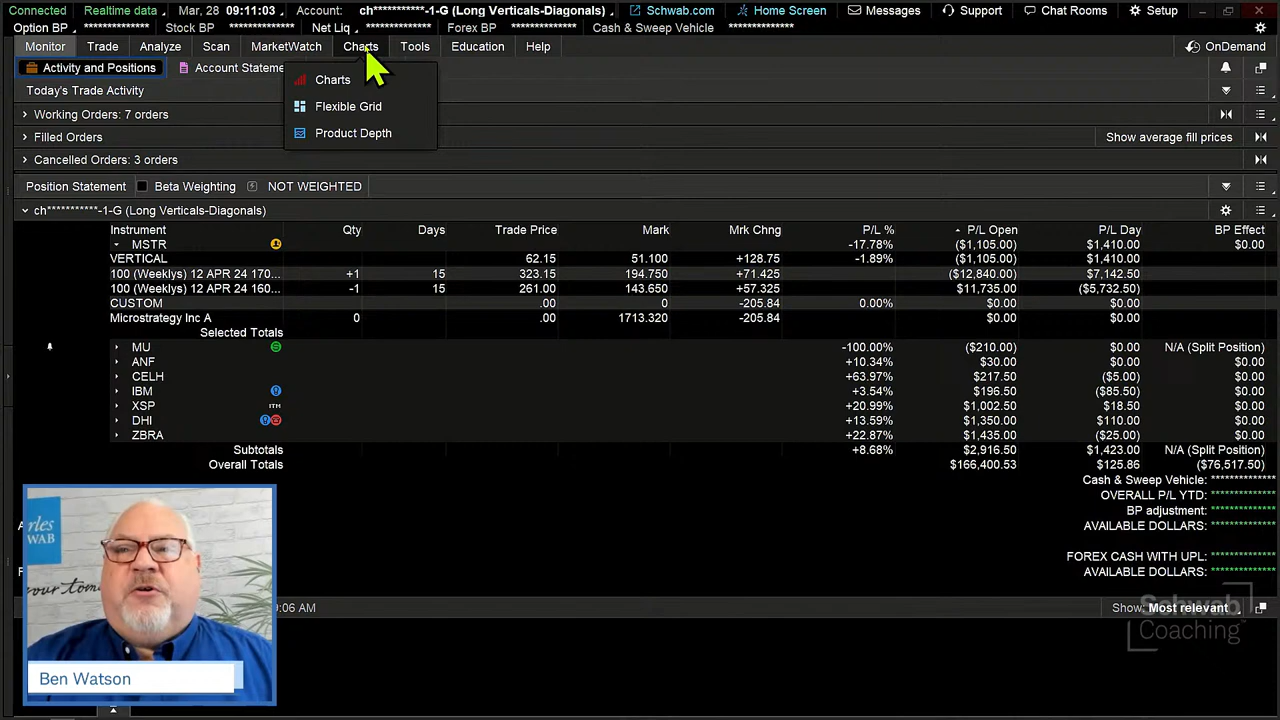 Connected Realtime data Mar. 28 09:11:03 Account: ch**********-1-G (Long Verticals-Diagonals) Schwab.com Home Screen Messages Support Chat Rooms Setup
Option BP ************* Stock BP ************* Net Liq ************* Forex BP ************* Cash & Sweep Vehicle *************
Monitor Trade Analyze Scan MarketWatch Charts Tools Education Help OnDemand
Activity and Positions Account Stateme
Charts
Flexible Grid
Product Depth
Today's Trade Activity
Working Orders: 7 orders
Filled Orders Show average fill prices
Cancelled Orders: 3 orders
Position Statement Beta Weighting NOT WEIGHTED
ch**********-1-G (Long Verticals-Diagonals)
Instrument Qty Days Trade Price Mark Mrk Chng P/L % P/L Open P/L Day BP Effect
MSTR -17.78% ($1,105.00) $1,410.00 $0.00
VERTICAL 62.15 51.100 +128.75 -1.89% ($1,105.00) $1,410.00
100 (Weeklys) 12 APR 24 170... +1 15 323.15 194.750 +71.425 ($12,840.00) $7,142.50
100 (Weeklys) 12 APR 24 160... -1 15 261.00 143.650 +57.325 $11,735.00 ($5,732.50)
CUSTOM .00 0 -205.84 0.00% $0.00 $0.00
Microstrategy Inc A 0 .00 1713.320 -205.84 $0.00 $0.00
Selected Totals
MU -100.00% ($210.00) $0.00 N/A (Split Position)
ANF +10.34% $30.00 $0.00 $0.00
CELH +63.97% $217.50 ($5.00) $0.00
IBM +3.54% $196.50 ($85.50) $0.00
XSP ITM +20.99% $1,002.50 $18.50 $0.00
DHI +13.59% $1,350.00 $110.00 $0.00
ZBRA +22.87% $1,435.00 ($25.00) $0.00
Subtotals +8.68% $2,916.50 $1,423.00 N/A (Split Position)
Overall Totals $166,400.53 $125.86 ($76,517.50)
Cash & Sweep Vehicle: *************
OVERALL P/L YTD: *************
BP adjustment: *************
AVAILABLE DOLLARS: *************
FOREX CASH WITH UPL: *************
AVAILABLE DOLLARS: *************
9:06 AM Show: Most relevant
Schwab
Coaching
rles
WAB
your tom
Ben Watson